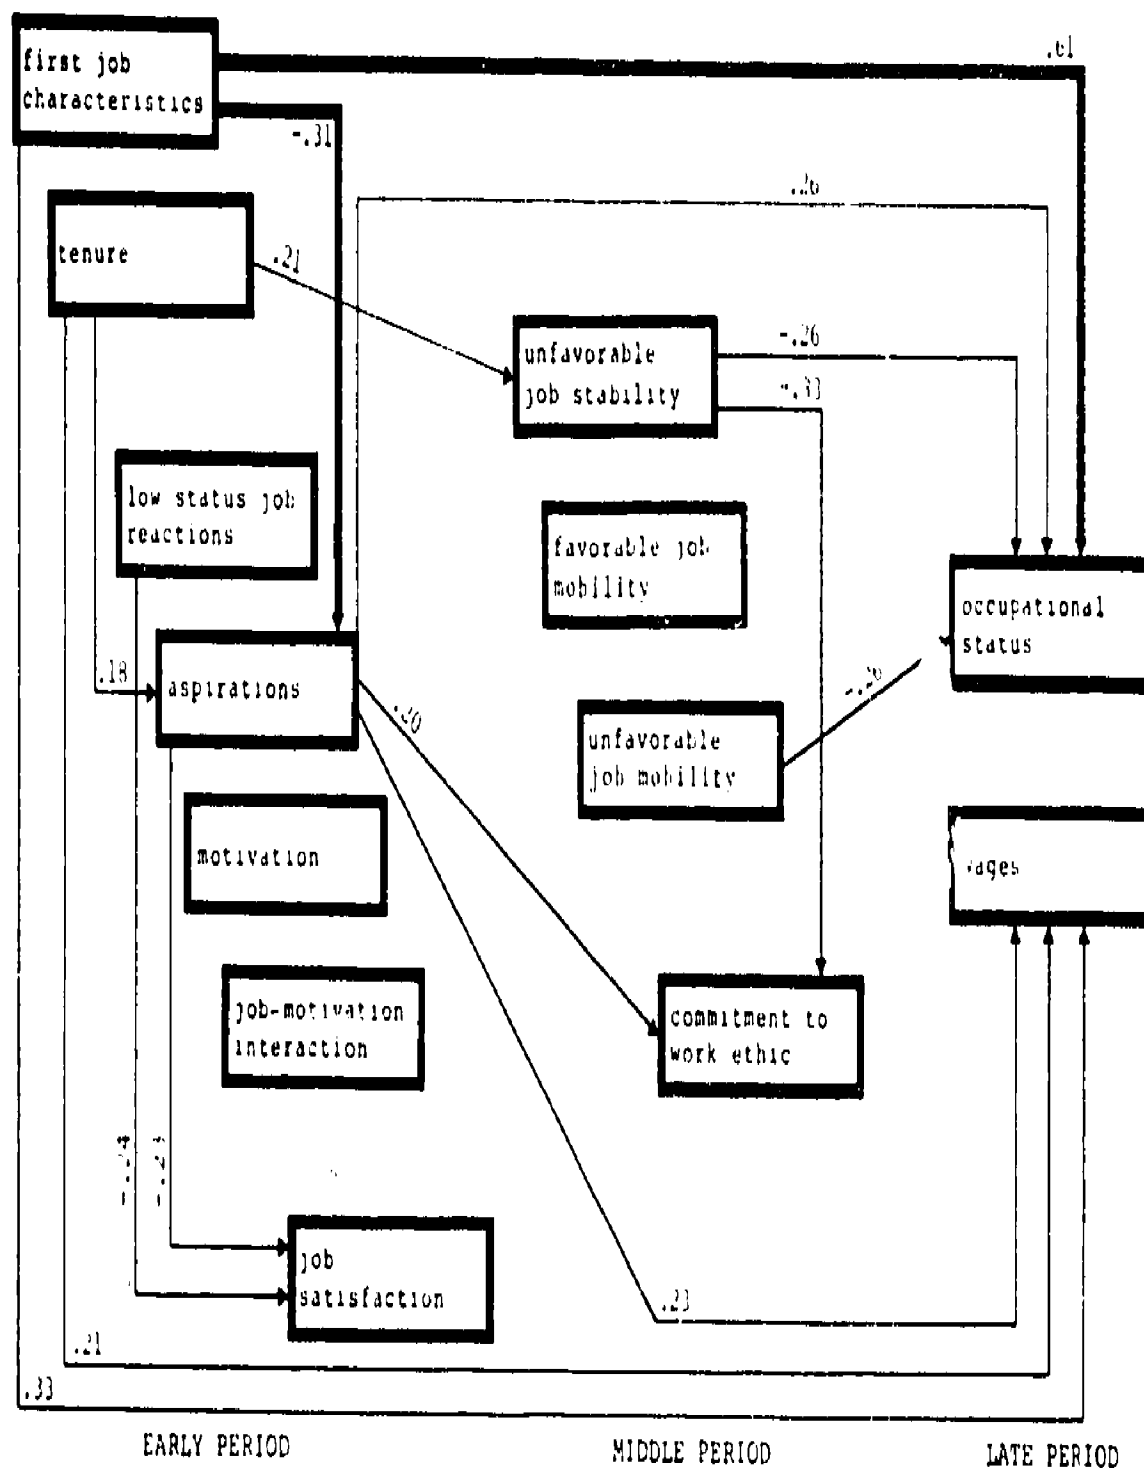 first job
characteristics
.61
-.31
.26
tenure
.21
unfavorable
job stability
-.26
-.33
low status job
reactions
favorable job
mobility
occupational
status
.18
aspirations
-.26
unfavorable
job mobility
motivation
wages
job-motivation
interaction
commitment to
work ethic
job
satisfaction
.23
.21
.33
EARLY PERIOD
MIDDLE PERIOD
LATE PERIOD